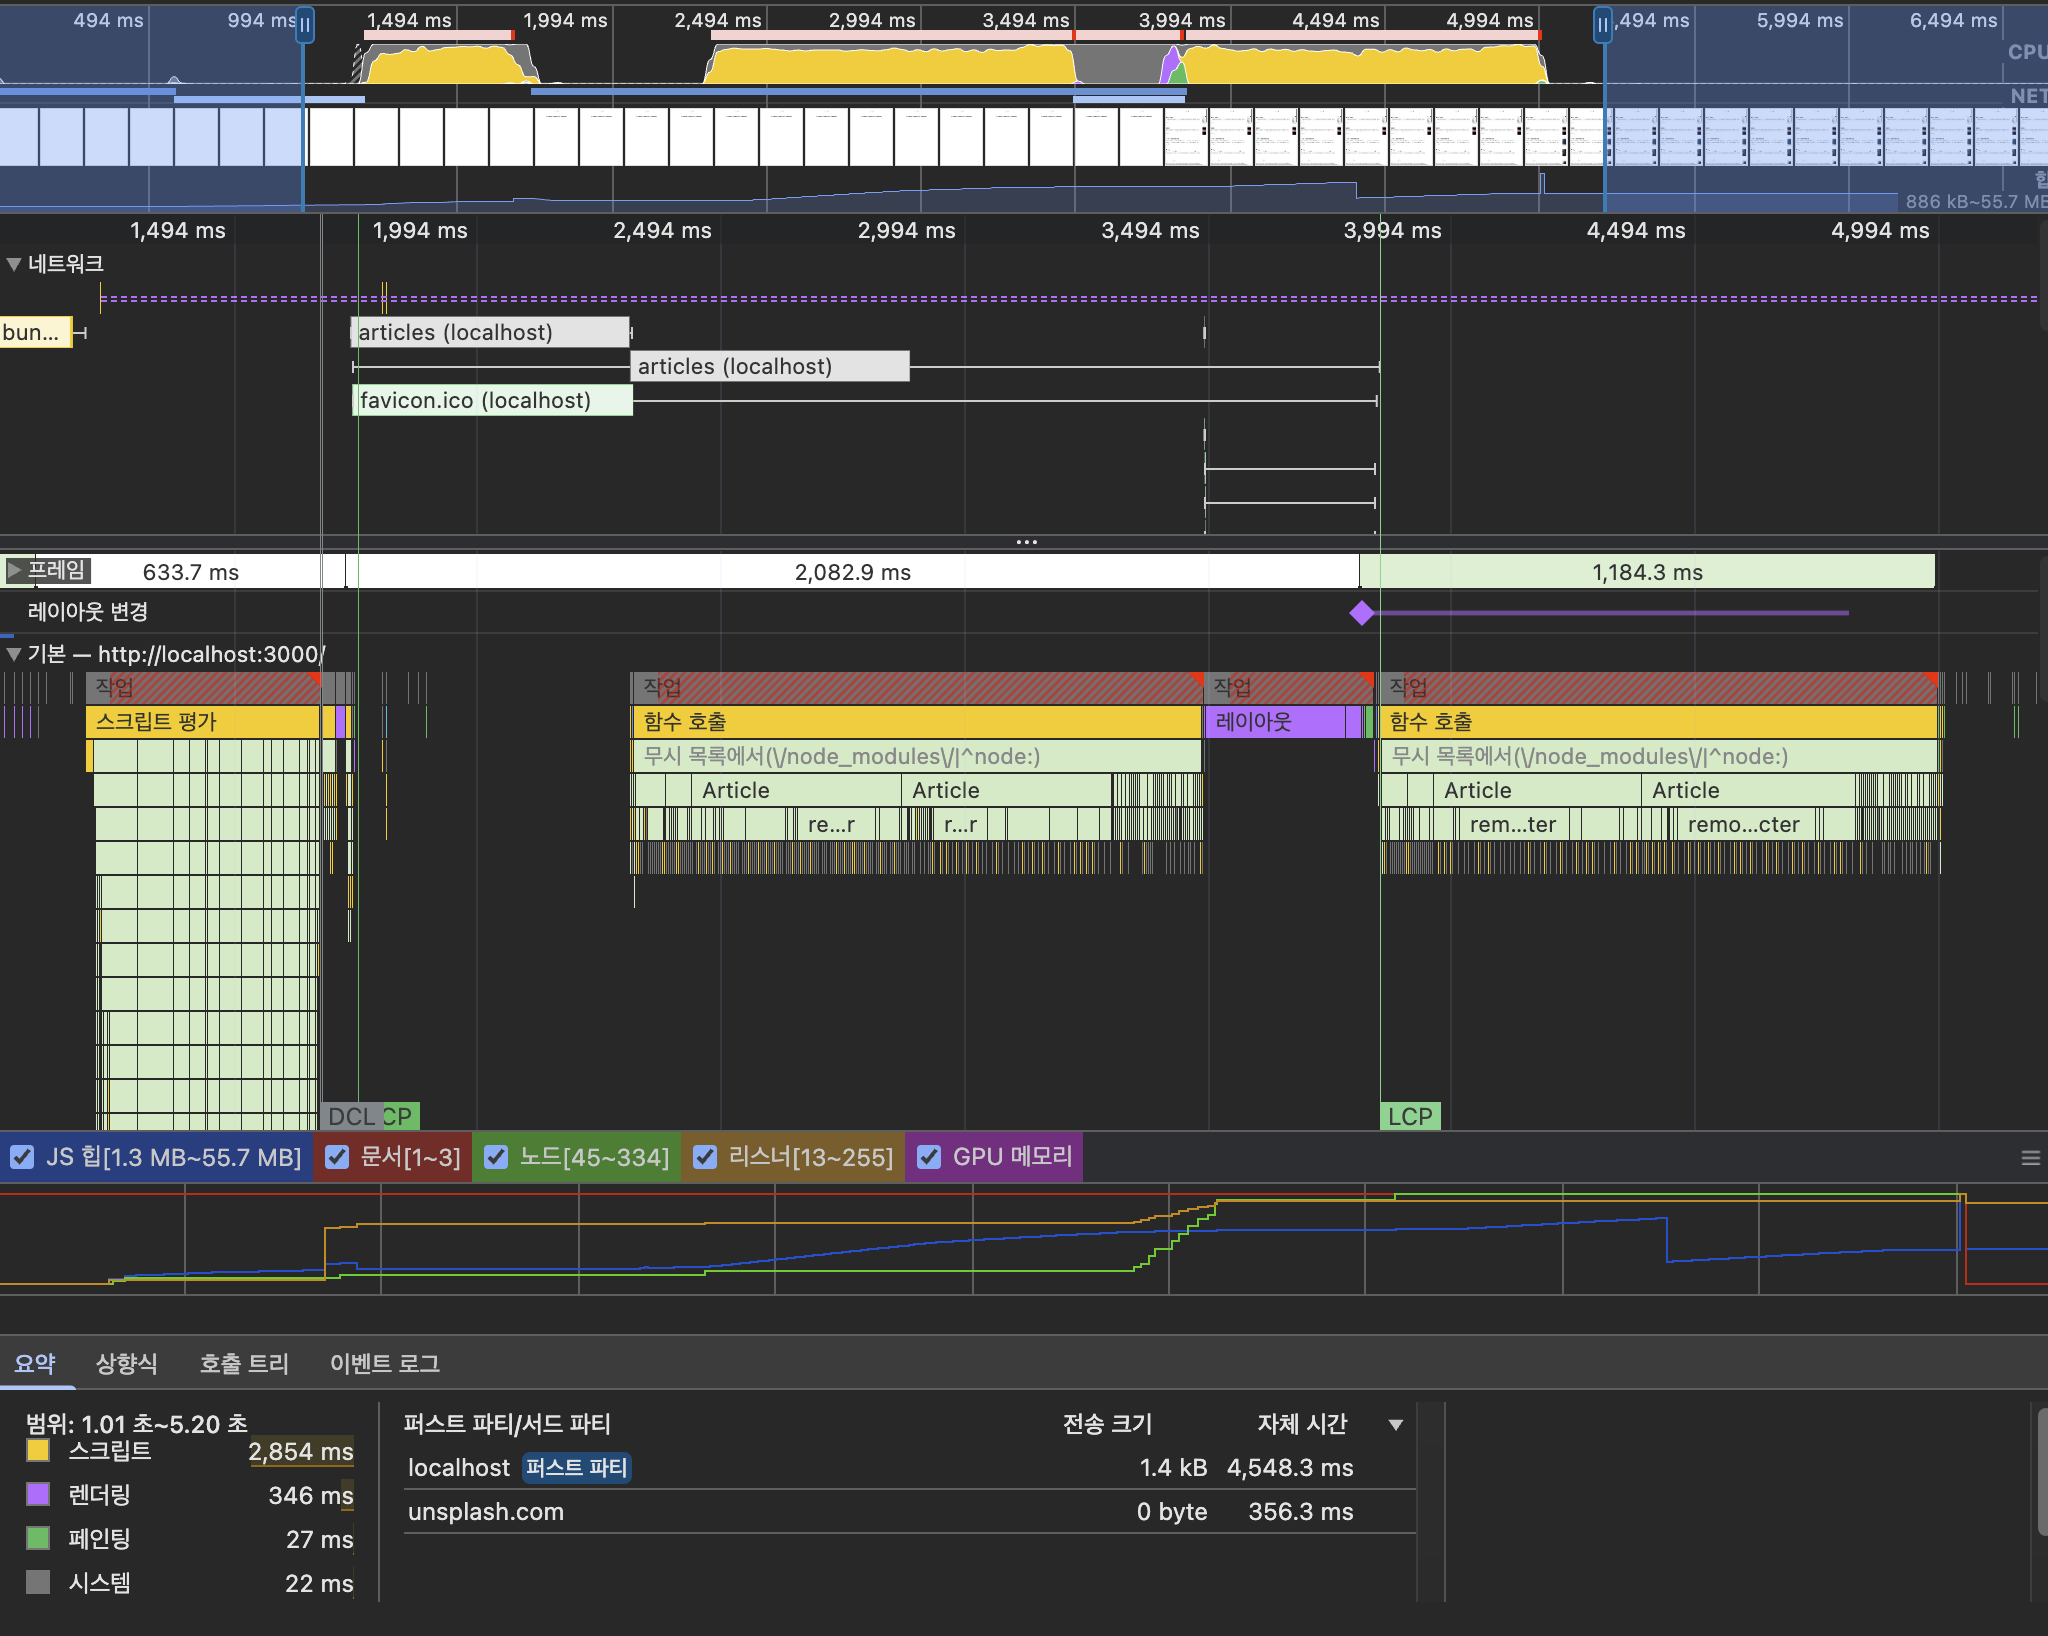 494 ms 994 ms 1,494 ms 1,994 ms 2,494 ms 2,994 ms 3,494 ms 3,994 ms 4,494 ms 4,994 ms ,494 ms 5,994 ms 6,494 ms
CPU
NET
힙
886 kB~55.7 MB
1,494 ms 1,994 ms 2,494 ms 2,994 ms 3,494 ms 3,994 ms 4,494 ms 4,994 ms
네트워크
bun... articles (localhost)
articles (localhost)
favicon.ico (localhost)
프레임 633.7 ms 2,082.9 ms 1,184.3 ms
레이아웃 변경
기본 — http://localhost:3000/
작업 작업 작업 작업
스크립트 평가 함수 호출 레이아웃 함수 호출
무시 목록에서(\/node_modules\/|^node:) 무시 목록에서(\/node_modules\/|^node:)
Article Article Article Article
re...r r...r rem...ter remo...cter
DCL CP LCP
JS 힙[1.3 MB~55.7 MB] 문서[1~3] 노드[45~334] 리스너[13~255] GPU 메모리
요약 상향식 호출 트리 이벤트 로그
범위: 1.01 초~5.20 초
스크립트 2,854 ms
렌더링 346 ms
페인팅 27 ms
시스템 22 ms
퍼스트 파티/서드 파티 전송 크기 자체 시간
localhost 퍼스트 파티 1.4 kB 4,548.3 ms
unsplash.com 0 byte 356.3 ms